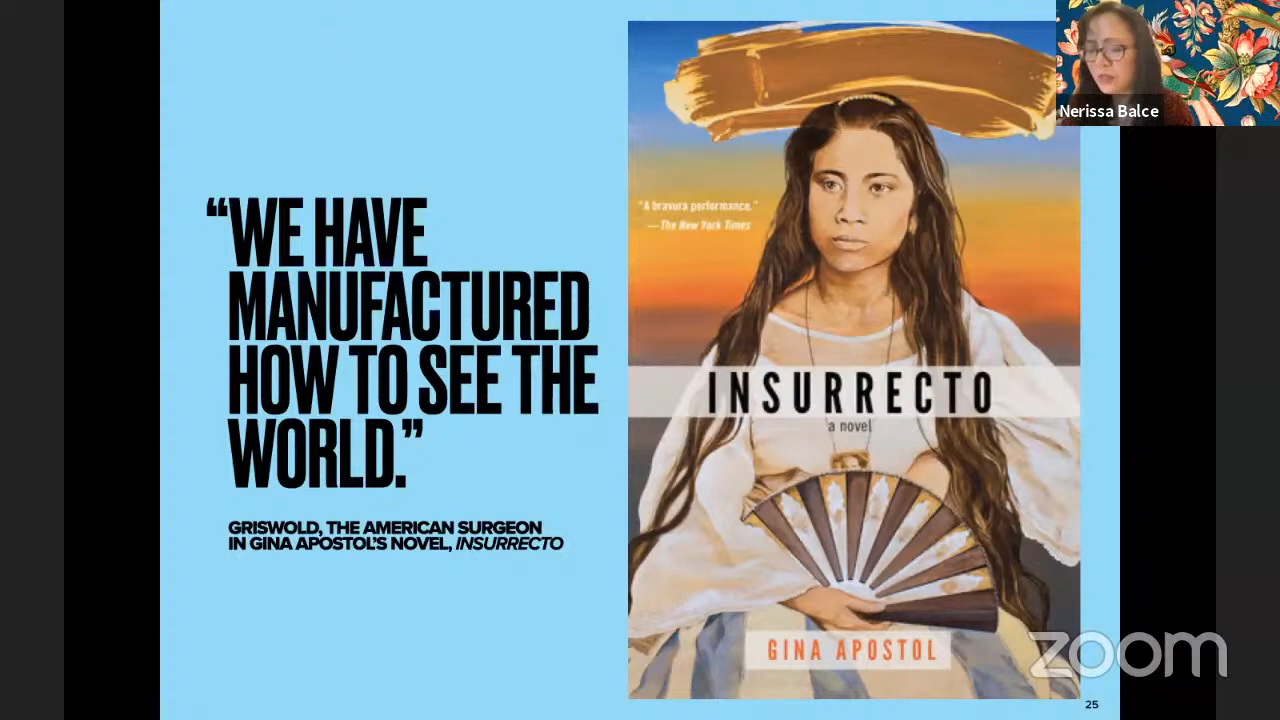 “WE HAVE
MANUFACTURED
HOW TO SEE THE
WORLD.”
GRISWOLD, THE AMERICAN SURGEON
IN GINA APOSTOL’S NOVEL, INSURRECTO
“A bravura performance.”
—The New York Times
INSURRECTO
a novel
GINA APOSTOL
Nerissa Balce
zoom
25